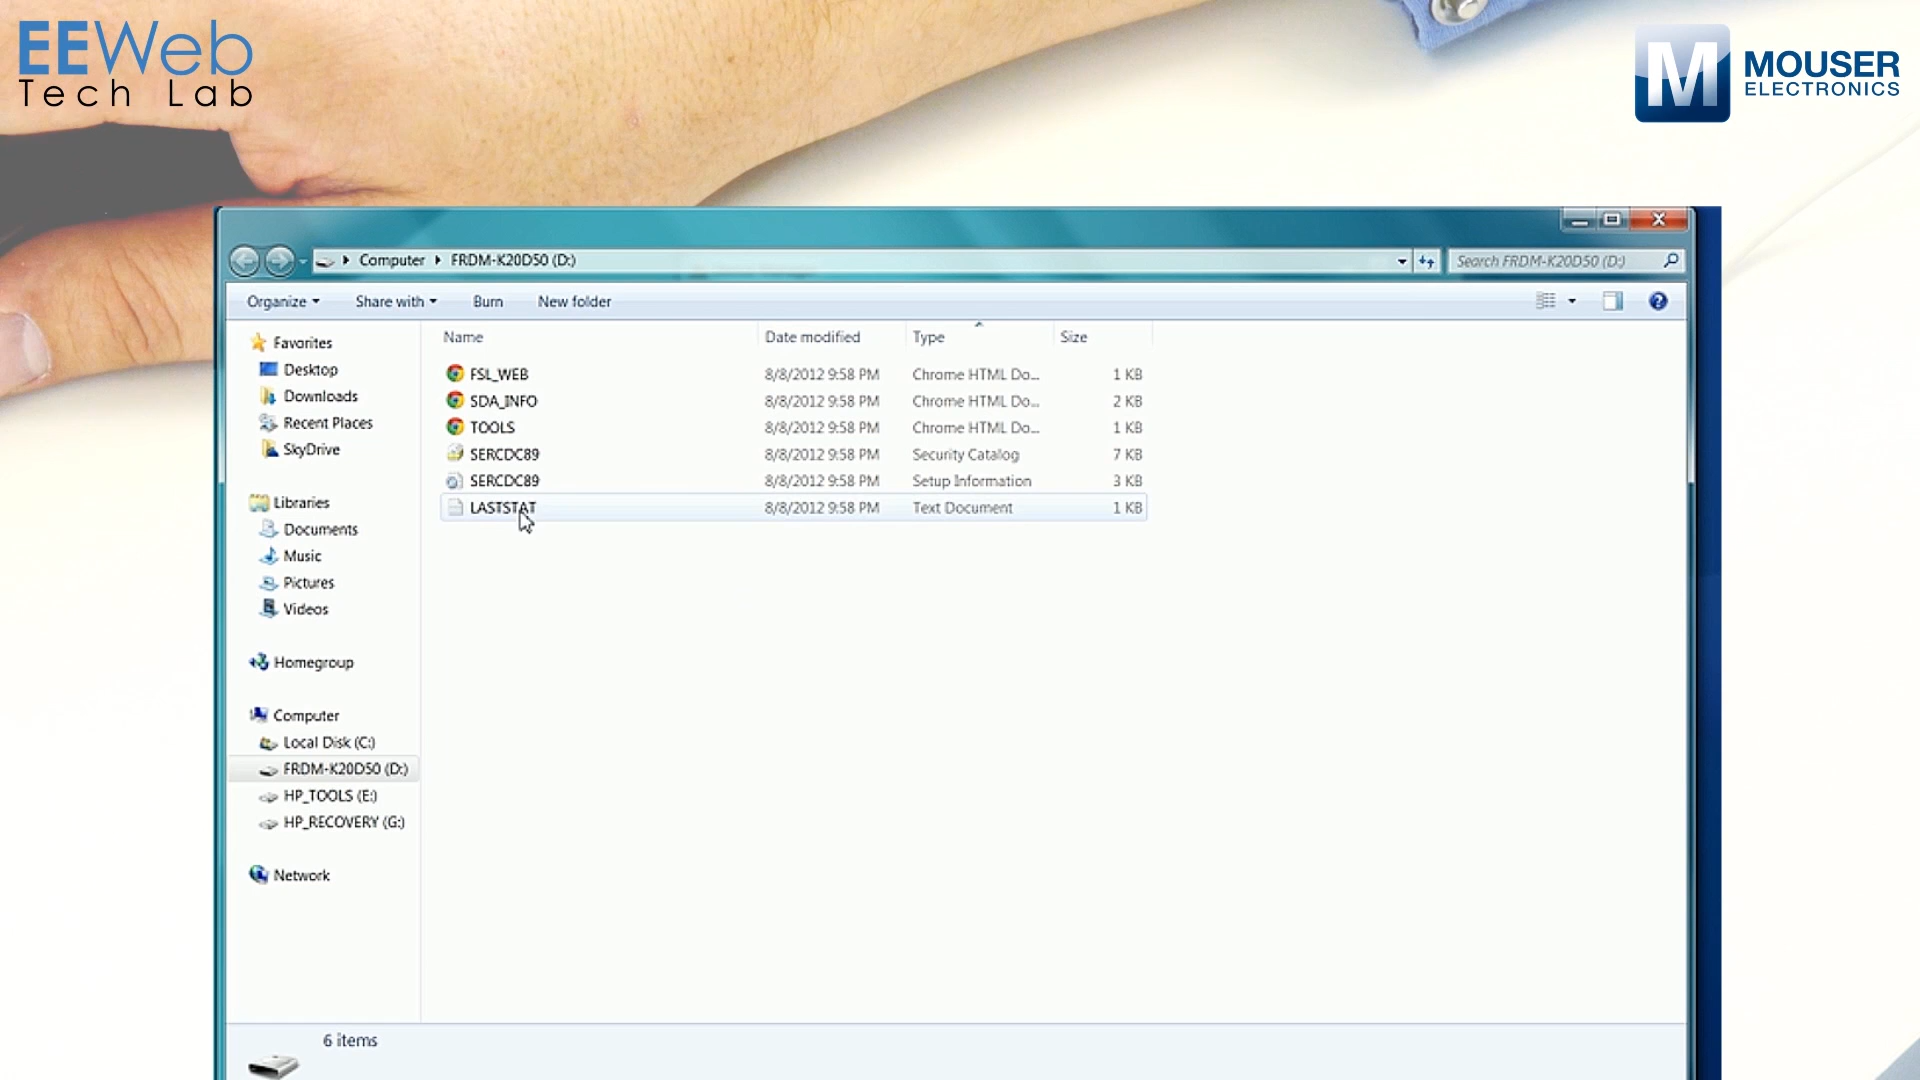 EEWeb
Tech Lab
M MOUSER
ELECTRONICS
Computer FRDM-K20D50 (D:)
Search FRDM-K20D50 (D:)
Organize Share with Burn New folder
Name Date modified Type Size
FSL_WEB 8/8/2012 9:58 PM Chrome HTML Do... 1 KB
SDA_INFO 8/8/2012 9:58 PM Chrome HTML Do... 2 KB
TOOLS 8/8/2012 9:58 PM Chrome HTML Do... 1 KB
SERCDC89 8/8/2012 9:58 PM Security Catalog 7 KB
SERCDC89 8/8/2012 9:58 PM Setup Information 3 KB
LASTSTAT 8/8/2012 9:58 PM Text Document 1 KB
Favorites
Desktop
Downloads
Recent Places
SkyDrive
Libraries
Documents
Music
Pictures
Videos
Homegroup
Computer
Local Disk (C:)
FRDM-K20D50 (D:)
HP_TOOLS (E:)
HP_RECOVERY (G:)
Network
6 items